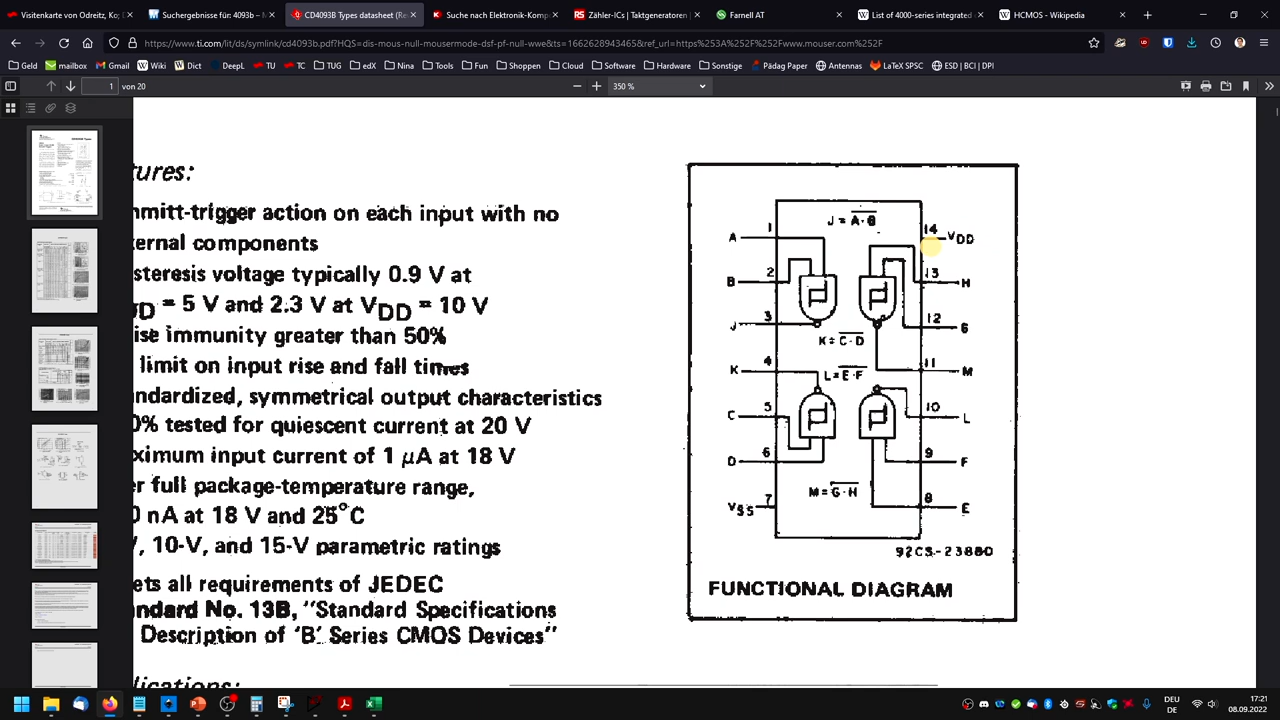 Visitenkarte von Odreitz, Ko;
Suchergebnisse für: 4093b – M
CD4093B Types datasheet (Re
Suche nach Elektronik-Komp
Zähler-ICs | Taktgeneratoren |
Farnell AT
List of 4000-series integrated
HCMOS - Wikipedia
https://www.ti.com/lit/ds/symlink/cd4093b.pdf?HQS=dis-mous-null-mousermode-dsf-pf-null-wwe&ts=1662628943465&ref_url=https%253A%252F%252Fwww.mouser.com%252F
Geld mailbox Gmail Wiki Dict DeepL TU TC TUG edX Nina Tools Fun Shoppen Cloud Software Hardware Sonstige Pädag Paper Antennas LaTeX SPSC ESD | BCI | DPI
1 von 20
350 %
tures:
hmitt-trigger action on each input with no
ternal components
steresis voltage typically 0.9 V at
DD = 5 V and 2.3 V at VDD = 10 V
ise immunity greater than 50%
limit on input rise and fall times
andardized, symmetrical output characteristics
0% tested for quiescent current at 20 V
ximum input current of 1 μA at 18 V
er full package-temperature range,
0 nA at 18 V and 25°C
V, 10-V, and 15-V parametric ratings
ets all requirements of JEDEC
andard No. 13B, "Standard Specifications
Description of 'B' Series CMOS Devices"
plications:
J = A·B
A 1 14 VDD
B 2 13 H
J 3 12 G
K = C·D
K 4 11 M
L = E·F
C 5 10 L
D 6 9 F
M = G·H
VSS 7 8 E
92CS-23880
FUNCTIONAL DIAGRAM
DEU
DE
17:21
08.09.2022